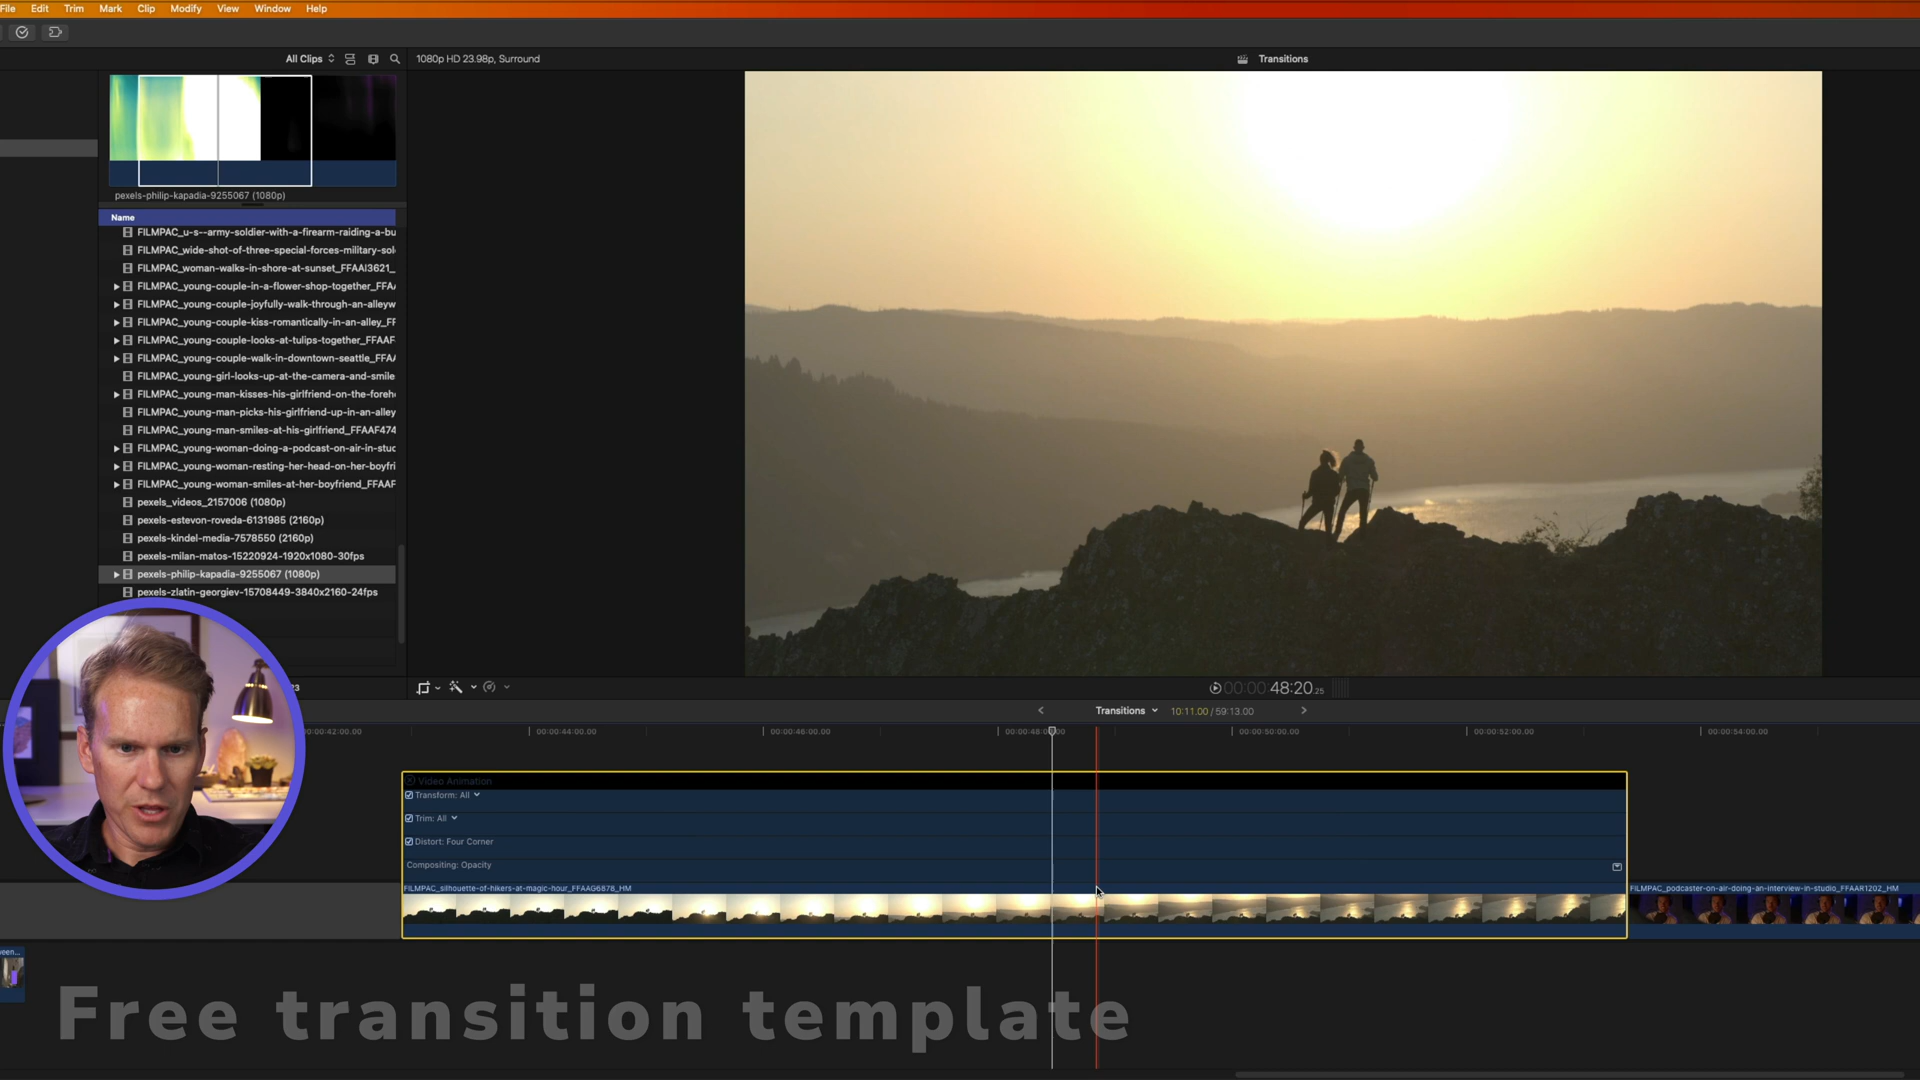 File Edit Trim Mark Clip Modify View Window Help
All Clips
1080p HD 23.98p, Surround
Transitions
pexels-philip-kapadia-9255067 (1080p)
Name
FILMPAC_u-s--army-soldier-with-a-firearm-raiding-a-bu
FILMPAC_wide-shot-of-three-special-forces-military-sol
FILMPAC_woman-walks-in-shore-at-sunset_FFAAI3621_
FILMPAC_young-couple-in-a-flower-shop-together_FFA
FILMPAC_young-couple-joyfully-walk-through-an-alleyw
FILMPAC_young-couple-kiss-romantically-in-an-alley_FF
FILMPAC_young-couple-looks-at-tulips-together_FFAAF
FILMPAC_young-couple-walk-in-downtown-seattle_FFA
FILMPAC_young-girl-looks-up-at-the-camera-and-smile
FILMPAC_young-man-kisses-his-girlfriend-on-the-foreh
FILMPAC_young-man-picks-his-girlfriend-up-in-an-alley
FILMPAC_young-man-smiles-at-his-girlfriend_FFAAF474
FILMPAC_young-woman-doing-a-podcast-on-air-in-stud
FILMPAC_young-woman-resting-her-head-on-her-boyfri
FILMPAC_young-woman-smiles-at-her-boyfriend_FFAAF
pexels_videos_2157006 (1080p)
pexels-estevon-roveda-6131985 (2160p)
pexels-kindel-media-7578550 (2160p)
pexels-milan-matos-15220924-1920x1080-30fps
pexels-philip-kapadia-9255067 (1080p)
pexels-zlatin-georgiev-15708449-3840x2160-24fps
00:00:48:20.25
Transitions 10:11.00 / 59:13.00
00:00:42:00.00 00:00:44:00.00 00:00:46:00.00 00:00:50:00.00 00:00:52:00.00 00:00:54:00.00
Video Animation
Transform: All
Trim: All
Distort: Four Corner
Compositing: Opacity
FILMPAC_silhouette-of-hikers-at-magic-hour_FFAAG6878_HM
FILMPAC_podcaster-on-air-doing-an-interview-in-studio_FFAAR1202_HM
Free transition template